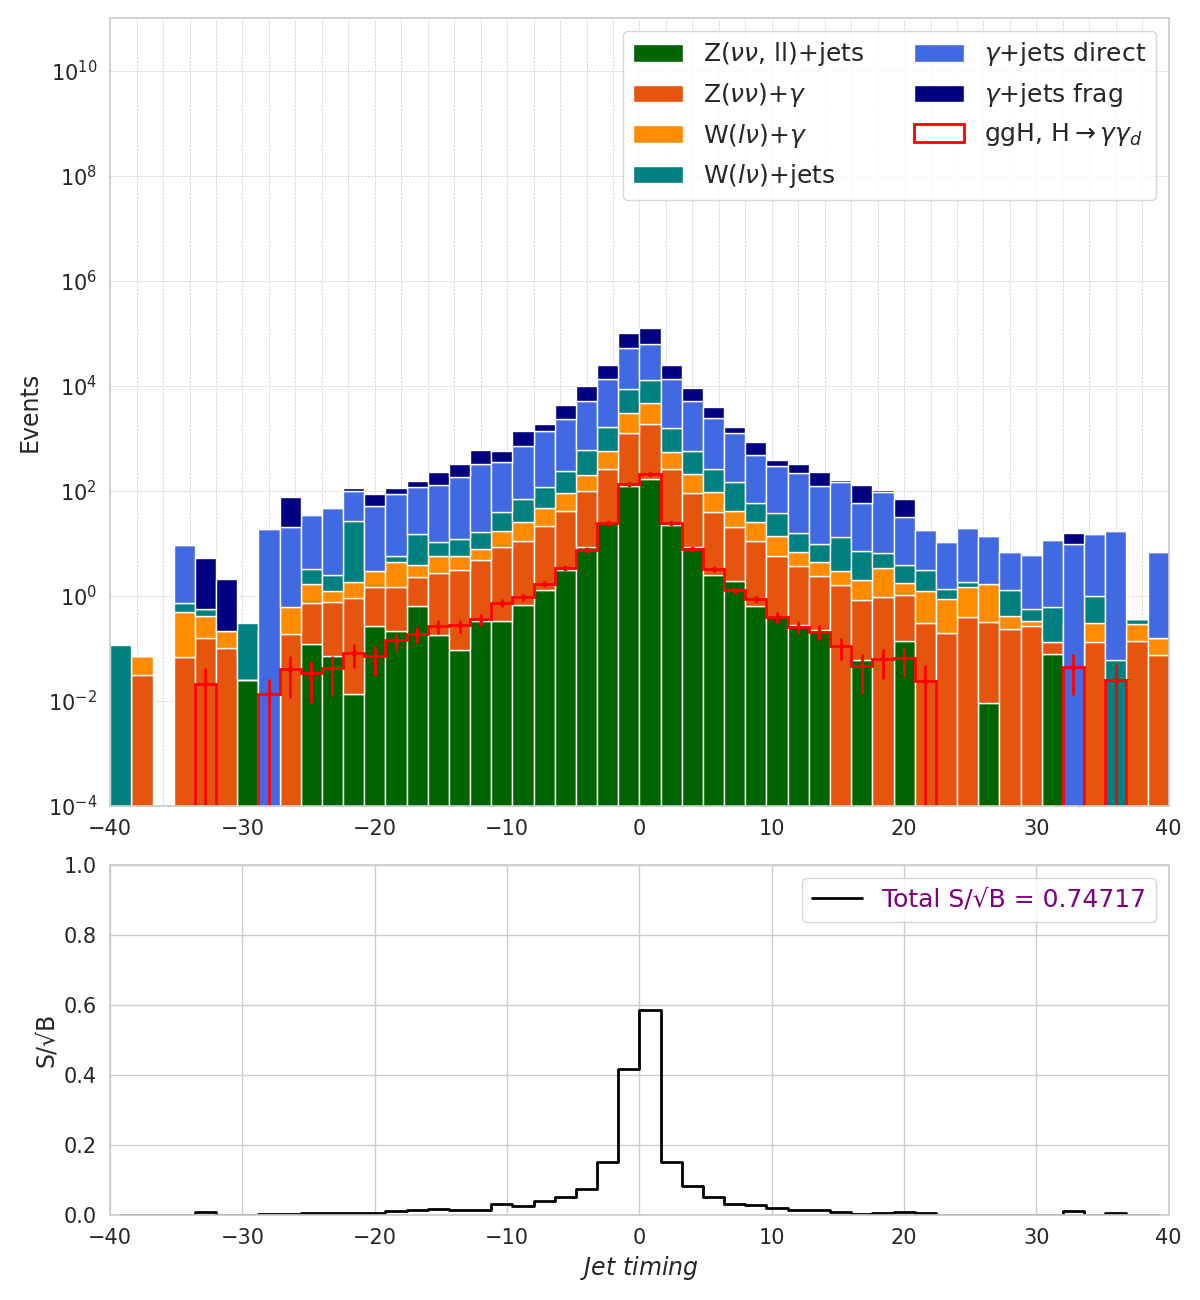 Z(νν, ll)+jets
Z(νν)+γ
W(lν)+γ
W(lν)+jets
γ+jets direct
γ+jets frag
ggH, H→γγ_d
10^10
10^8
10^6
10^4
10^2
10^0
10^−2
10^−4
Events
−40 −30 −20 −10 0 10 20 30 40
Total S/√B = 0.74717
1.0
0.8
0.6
0.4
0.2
0.0
S/√B
−40 −30 −20 −10 0 10 20 30 40
Jet timing